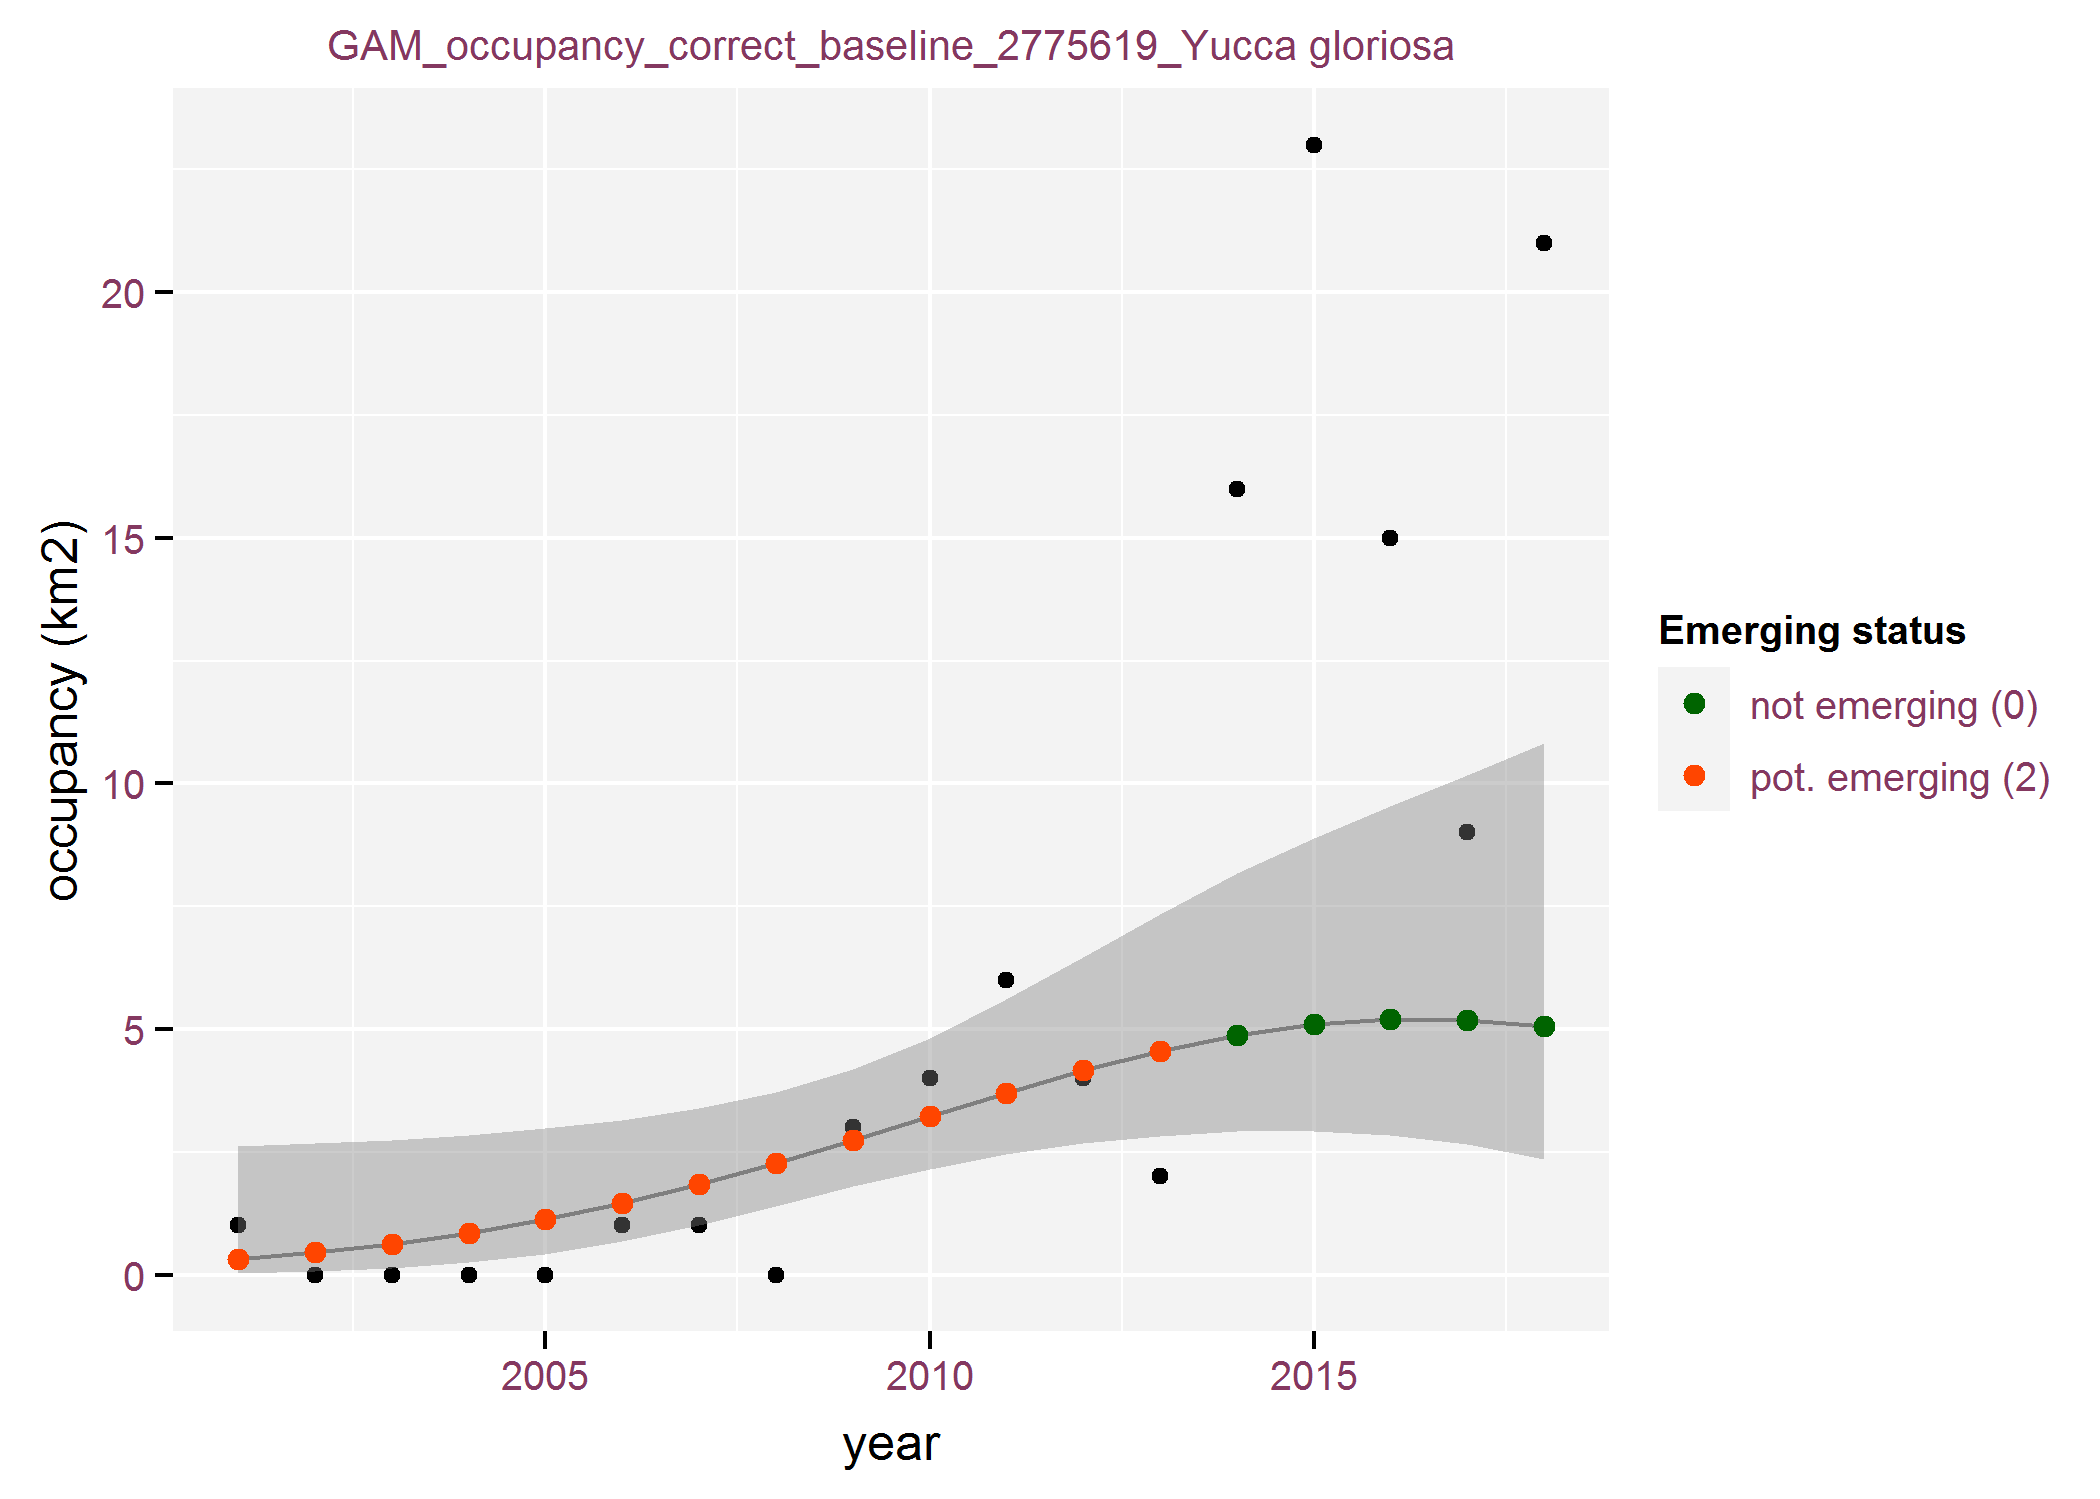 GAM_occupancy_correct_baseline_2775619_Yucca gloriosa
occupancy (km2)
20
15
10
5
0
2005 2010 2015
year
Emerging status
not emerging (0)
pot. emerging (2)